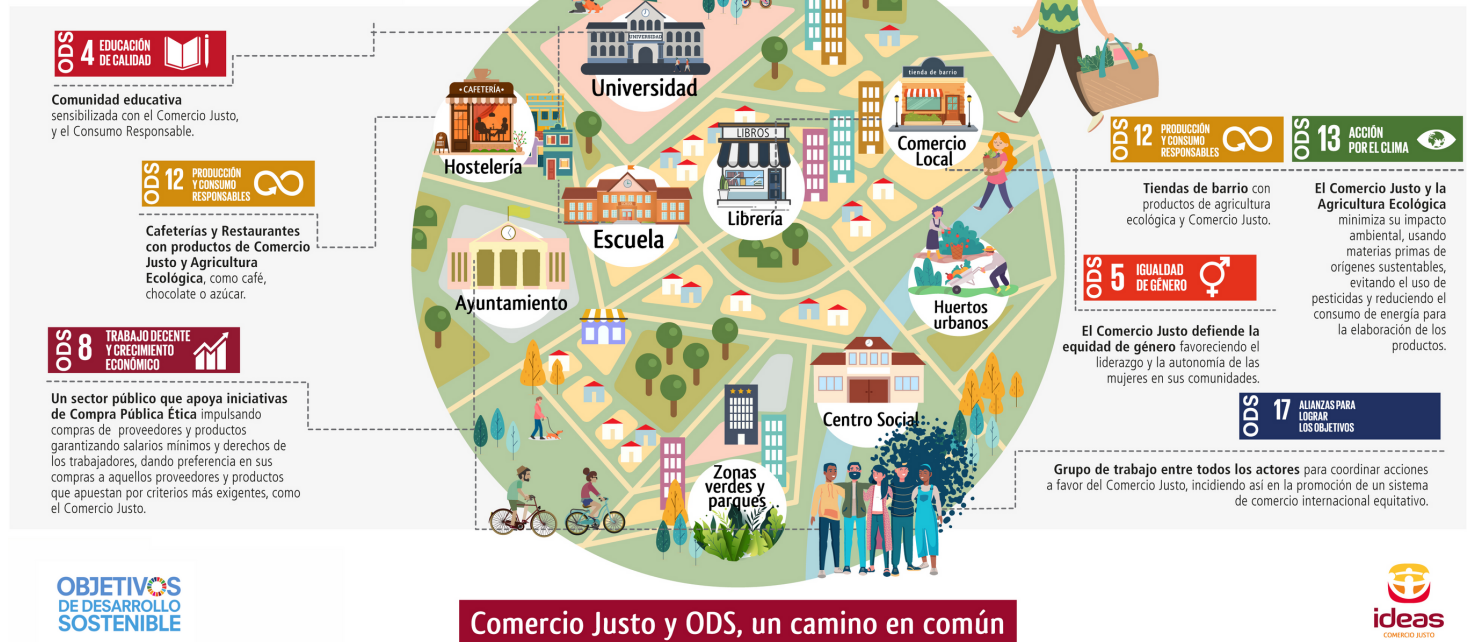 ODS 4 EDUCACIÓN
DE CALIDAD
Comunidad educativa
sensibilizada con el Comercio Justo,
y el Consumo Responsable.
ODS 12 PRODUCCIÓN
Y CONSUMO
RESPONSABLES
Cafeterías y Restaurantes
con productos de Comercio
Justo y Agricultura
Ecológica, como café,
chocolate o azúcar.
ODS 8 TRABAJO DECENTE
Y CRECIMIENTO
ECONÓMICO
Un sector público que apoya iniciativas
de Compra Pública Ética impulsando
compras de proveedores y productos
garantizando salarios mínimos y derechos de
los trabajadores, dando preferencia en sus
compras a aquellos proveedores y productos
que apuestan por criterios más exigentes, como
el Comercio Justo.
UNIVERSIDAD
Universidad
•CAFETERÍA•
Hostelería
Escuela
LIBROS
Librería
tienda de barrio
Comercio
Local
Ayuntamiento
Huertos
urbanos
Centro Social
Zonas
verdes y
parques
ODS 12 PRODUCCIÓN
Y CONSUMO
RESPONSABLES
Tiendas de barrio con
productos de agricultura
ecológica y Comercio Justo.
ODS 13 ACCIÓN
POR EL CLIMA
El Comercio Justo y la
Agricultura Ecológica
minimiza su impacto
ambiental, usando
materias primas de
orígenes sustentables,
evitando el uso de
pesticidas y reduciendo el
consumo de energía para
la elaboración de los
productos.
ODS 5 IGUALDAD
DE GÉNERO
El Comercio Justo defiende la
equidad de género favoreciendo el
liderazgo y la autonomía de las
mujeres en sus comunidades.
ODS 17 ALIANZAS PARA
LOGRAR
LOS OBJETIVOS
Grupo de trabajo entre todos los actores para coordinar acciones
a favor del Comercio Justo, incidiendo así en la promoción de un sistema
de comercio internacional equitativo.
OBJETIVOS
DE DESARROLLO
SOSTENIBLE
Comercio Justo y ODS, un camino en común
ideas
COMERCIO JUSTO